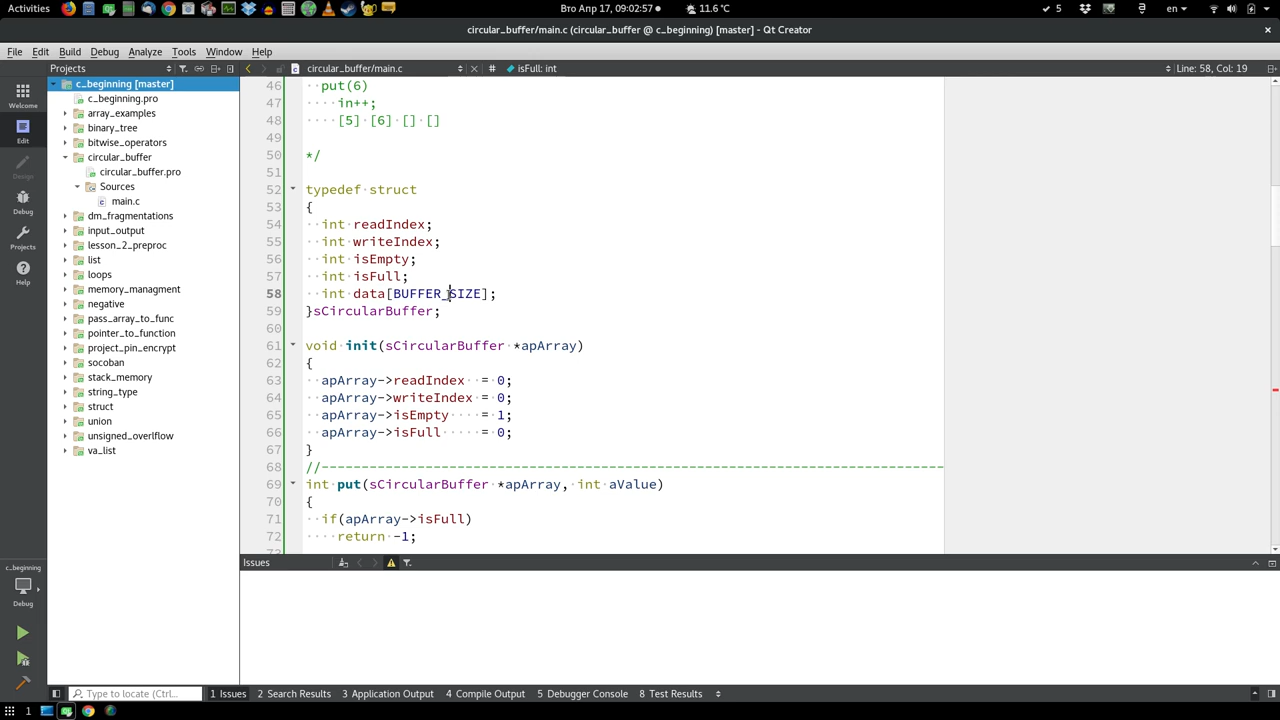 Activities
Вто Апр 17, 09:02:57
11.6 °C
5
en
circular_buffer/main.c (circular_buffer @ c_beginning) [master] - Qt Creator
File Edit Build Debug Analyze Tools Window Help
Projects
circular_buffer/main.c
# isFull: int
Line: 58, Col: 19
Welcome
Edit
Design
Debug
Projects
Help
c_beginning
Debug
c_beginning [master]
c_beginning.pro
array_examples
binary_tree
bitwise_operators
circular_buffer
circular_buffer.pro
Sources
main.c
dm_fragmentations
input_output
lesson_2_preproc
list
loops
memory_managment
negative
pass_array_to_func
pointer_to_function
project_pin_encrypt
socoban
stack_memory
string_type
struct
union
unsigned_overlflow
va_list
46 put(6)
47 in++;
48 [5] [6] [] []
49
50 */
51
52 typedef struct
53 {
54 int readIndex;
55 int writeIndex;
56 int isEmpty;
57 int isFull;
58 int data[BUFFER_SIZE];
59 }sCircularBuffer;
60
61 void init(sCircularBuffer *apArray)
62 {
63 apArray->readIndex = 0;
64 apArray->writeIndex = 0;
65 apArray->isEmpty = 1;
66 apArray->isFull = 0;
67 }
68 //------------------------------------------------------------------------------
69 int put(sCircularBuffer *apArray, int aValue)
70 {
71 if(apArray->isFull)
72 return -1;
Issues
Type to locate (Ctrl...
1 Issues 2 Search Results 3 Application Output 4 Compile Output 5 Debugger Console 8 Test Results
1